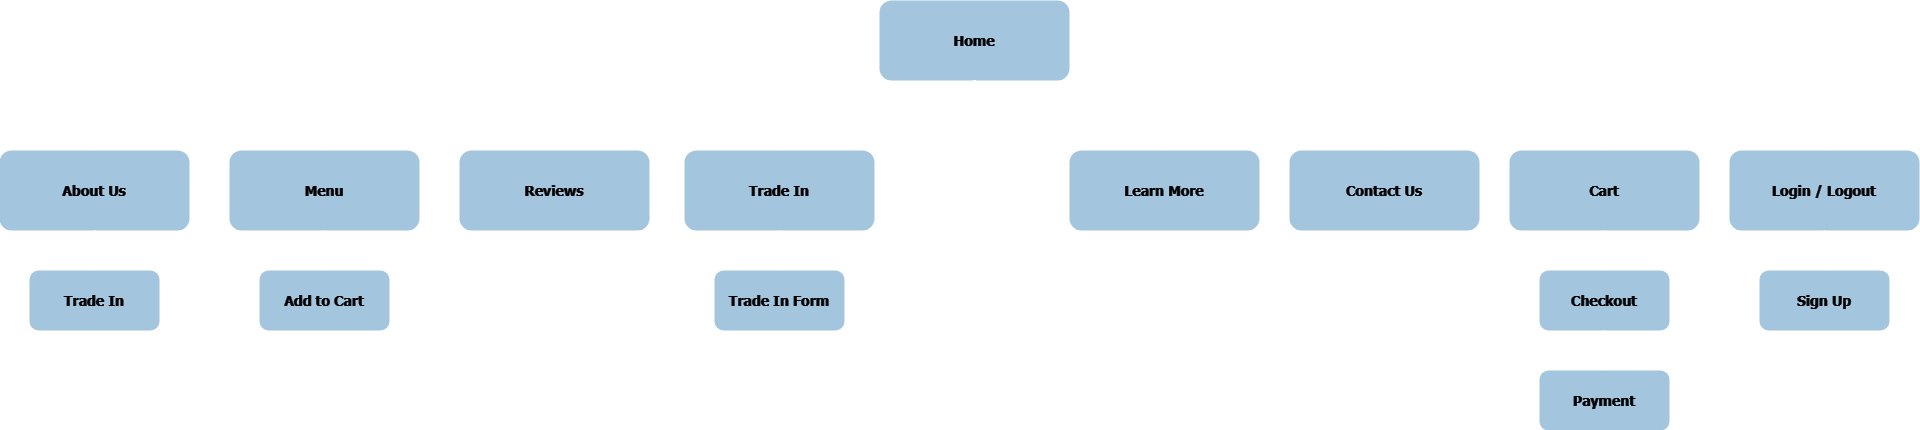 Home
About Us
Menu
Reviews
Trade In
Learn More
Contact Us
Cart
Login / Logout
Trade In
Add to Cart
Trade In Form
Checkout
Sign Up
Payment